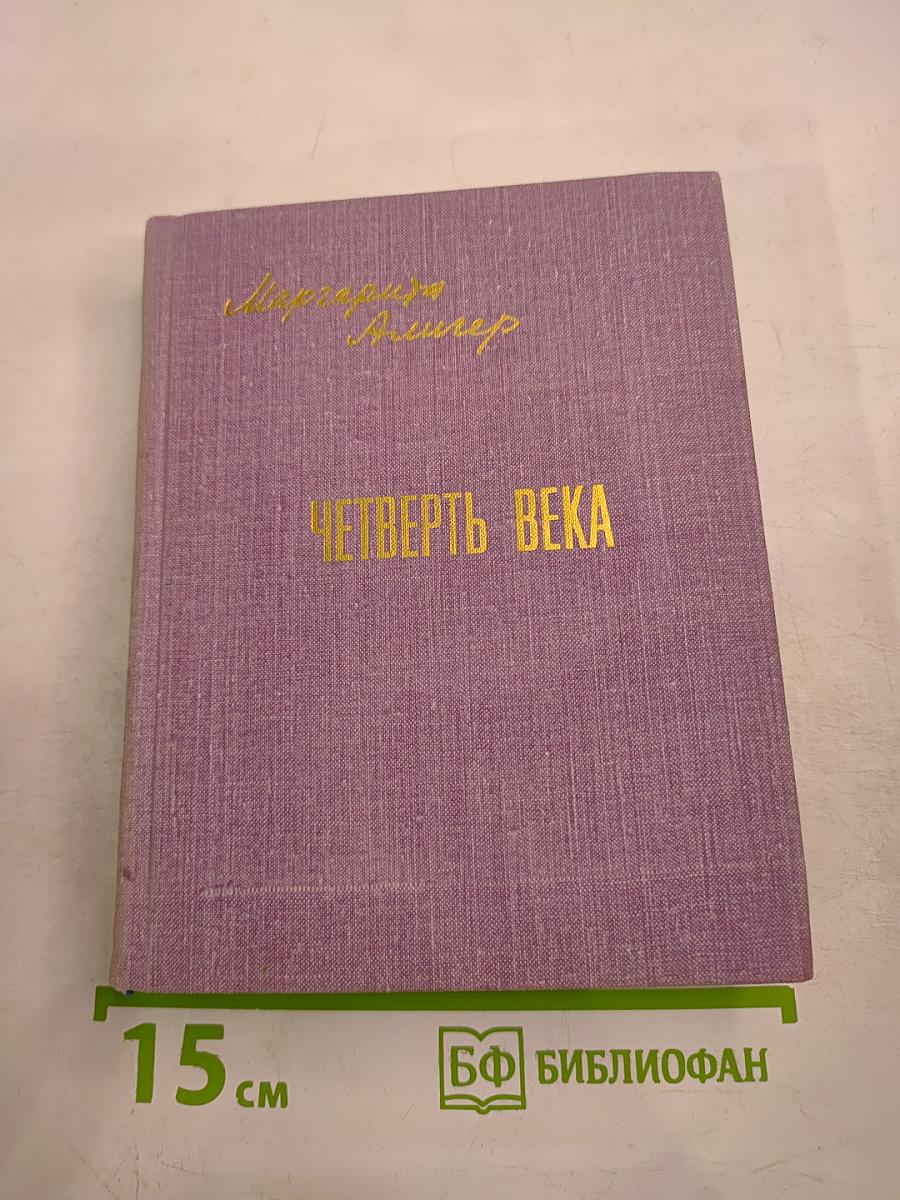 Маргарита
Алигер
ЧЕТВЕРТЬ ВЕКА
15 см
БФ БИБЛИОФАН